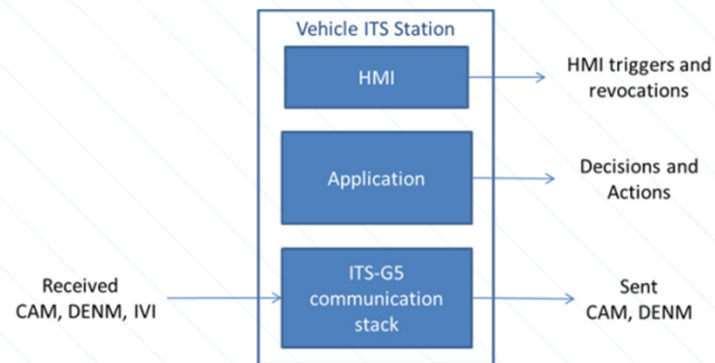 Vehicle ITS Station
HMI
HMI triggers and
revocations
Application
Decisions and
Actions
Received
CAM, DENM, IVI
ITS-G5
communication
stack
Sent
CAM, DENM